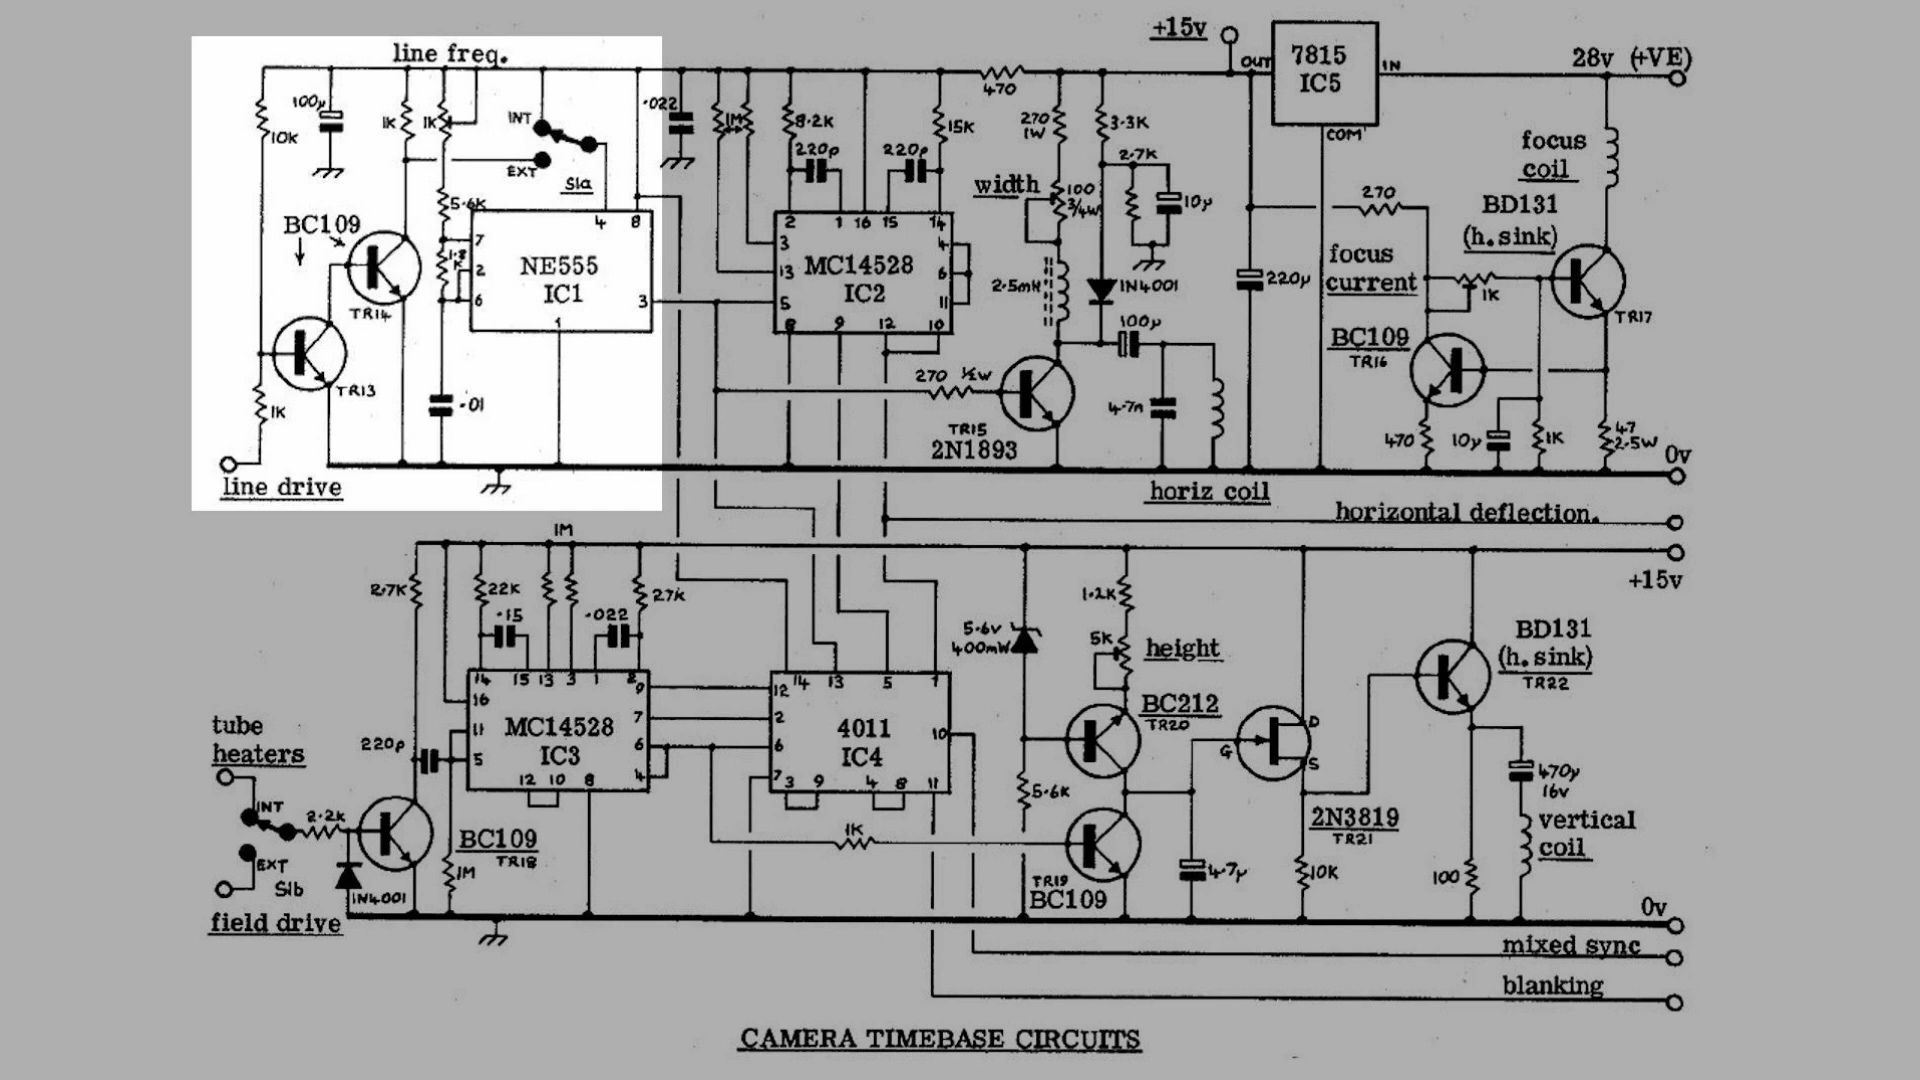 line freq.
+15v
OUT
7815
IC5
IN
28v (+VE)
COM
100µ
10K
1K
1K
INT
EXT
S1a
.022
1M
8.2K
220p
220p
15K
470
270
1W
3.3K
2.7K
10µ
width
100
3/4W
focus
coil
270
BD131
(h.sink)
BC109
5.6K
TR14
TR13
1K
.01
7
2
6
4
8
3
1
NE555
IC1
2
1
16
15
14
3
13
5
4
6
11
8
9
12
10
MC14528
IC2
2.5mH
1N4001
100µ
220µ
focus
current
1K
TR17
BC109
TR16
270 ½W
TR15
2N1893
4.7n
470
10µ
1K
47
2.5W
0v
line drive
horiz coil
horizontal deflection.
1M
+15v
2.7K
22K
.15
.022
27K
14
15
13
3
1
2
16
11
5
9
7
6
4
12
10
8
MC14528
IC3
14
13
5
1
12
2
6
7
3
9
4
8
11
10
4011
IC4
5.6v
400mW
1.2K
5K
height
BC212
TR20
BD131
(h.sink)
TR22
tube
heaters
220p
INT
2.2k
EXT
S1b
1N4001
BC109
TR18
1M
1K
5.6K
TR19
BC109
4.7µ
G
D
S
2N3819
TR21
10K
100
470µ
16v
vertical
coil
field drive
0v
mixed sync
blanking
CAMERA TIMEBASE CIRCUITS